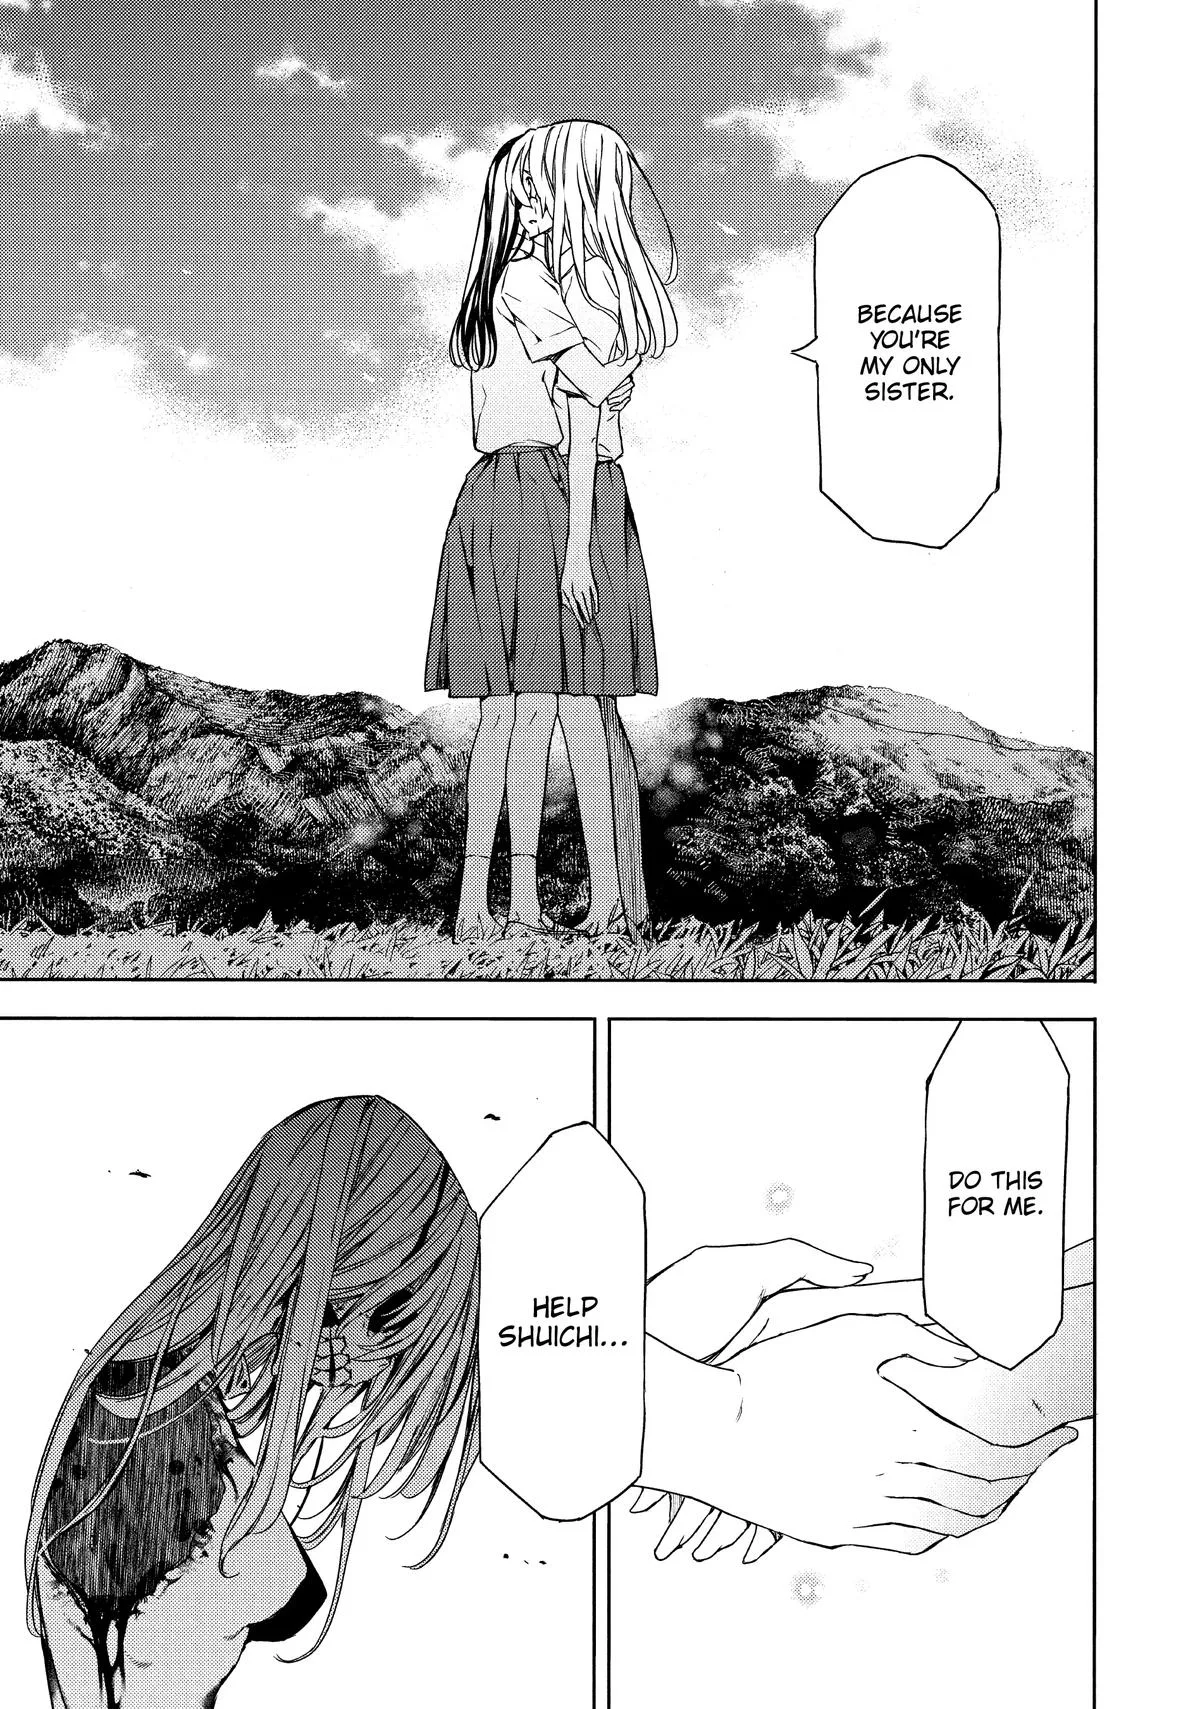 BECAUSE
YOU'RE
MY ONLY
SISTER.
DO THIS
FOR ME.
HELP
SHUICHI...